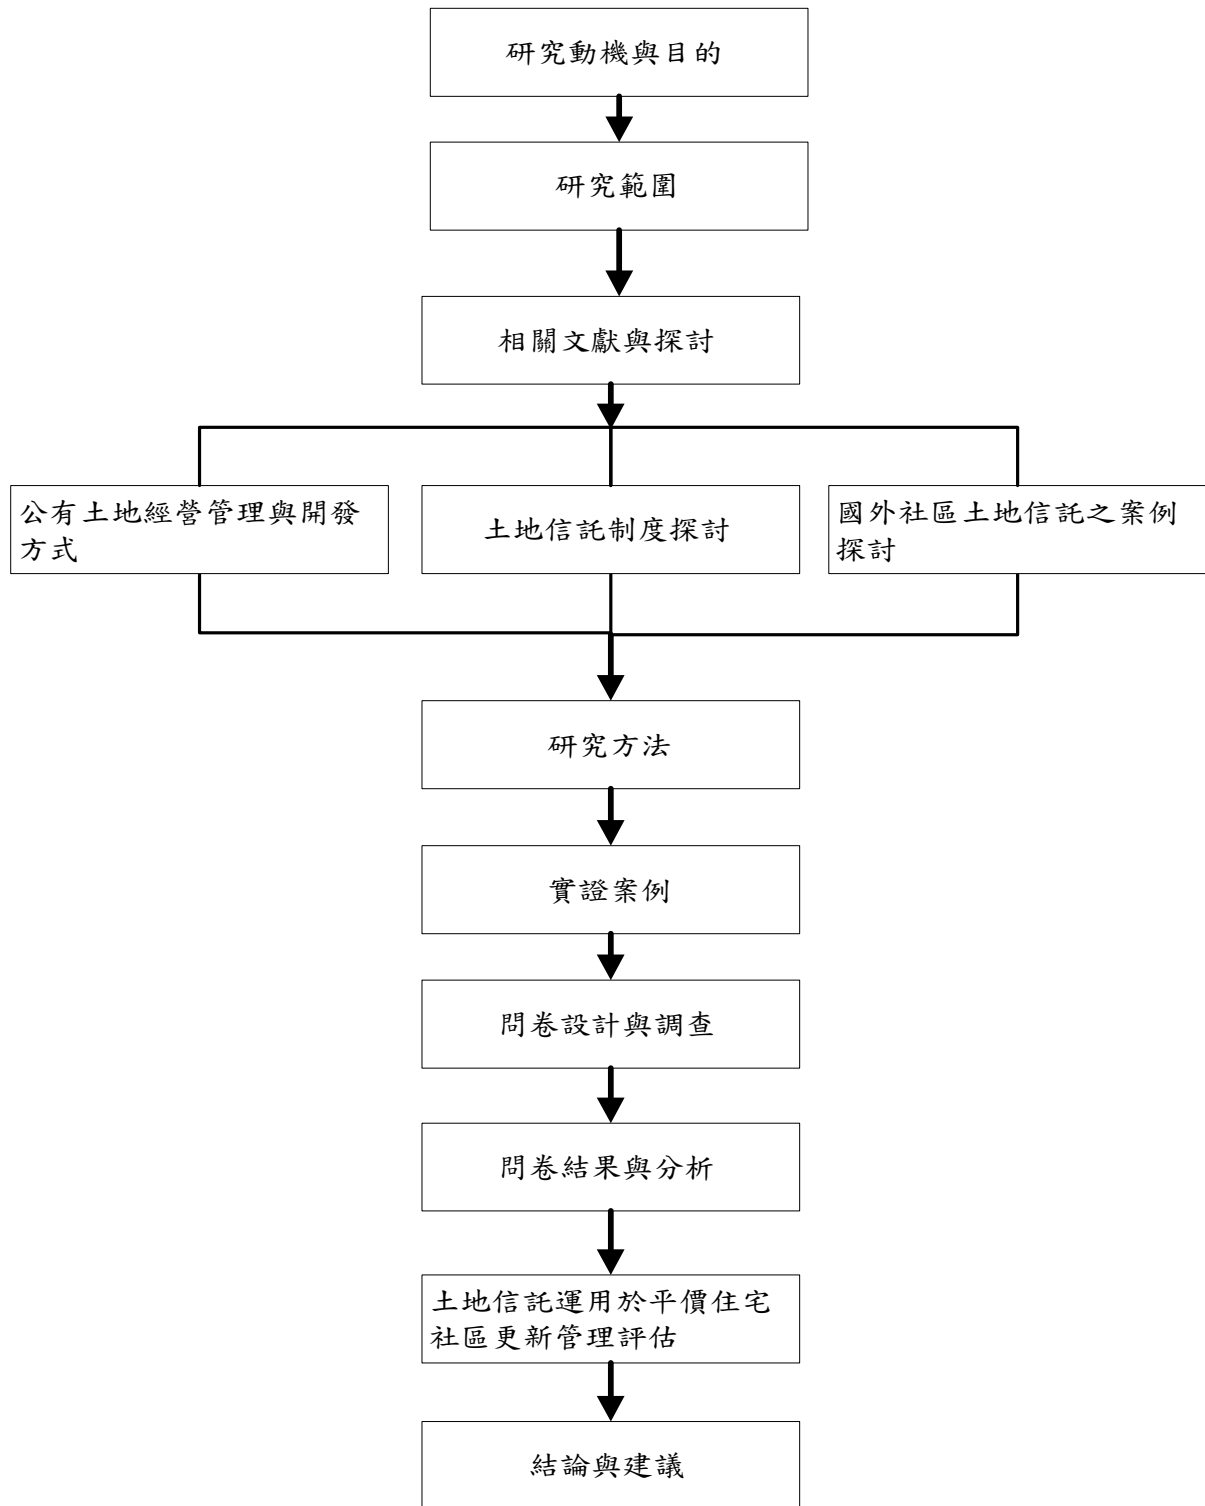 研究動機與目的
研究範圍
相關文獻與探討
公有土地經營管理與開發
方式
土地信託制度探討
國外社區土地信託之案例
探討
研究方法
實證案例
問卷設計與調查
問卷結果與分析
土地信託運用於平價住宅
社區更新管理評估
結論與建議